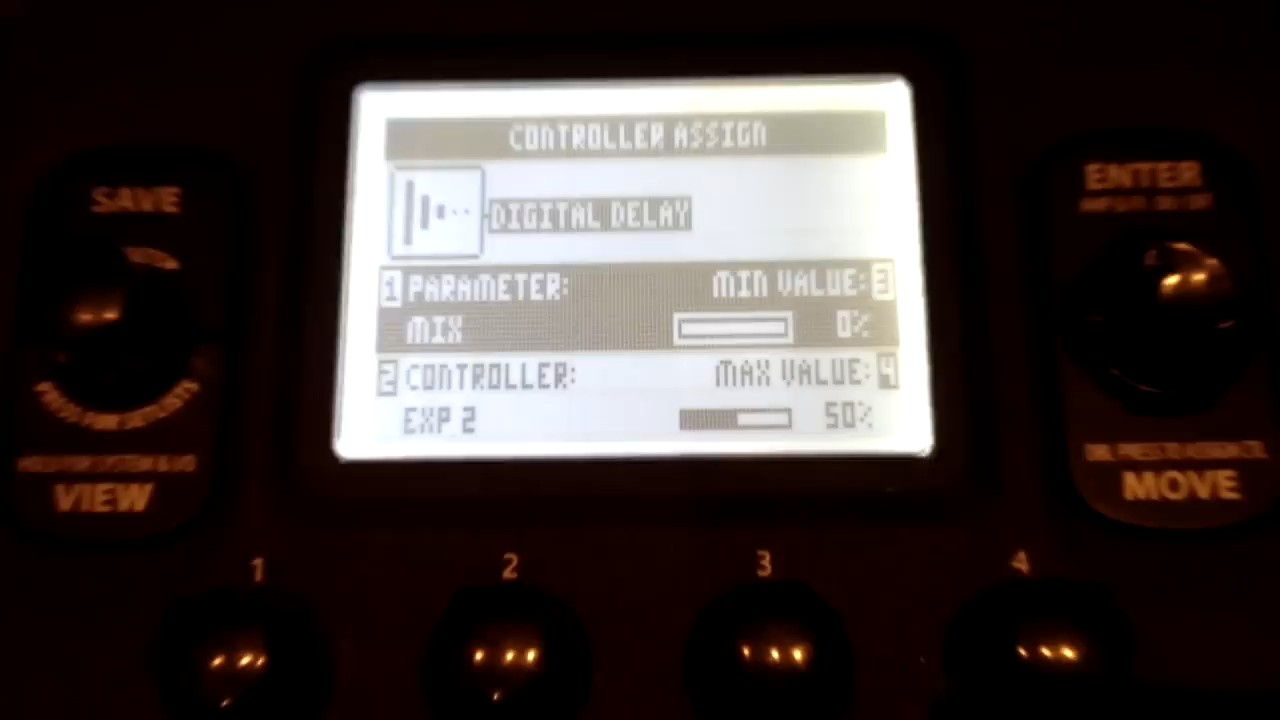 CONTROLLER ASSIGN
DIGITAL DELAY
1 PARAMETER: MIN VALUE: 3
MIX 0%
2 CONTROLLER: MAX VALUE: 4
EXP 2 50%
SAVE
VIEW
ENTER
MOVE
1 2 3 4